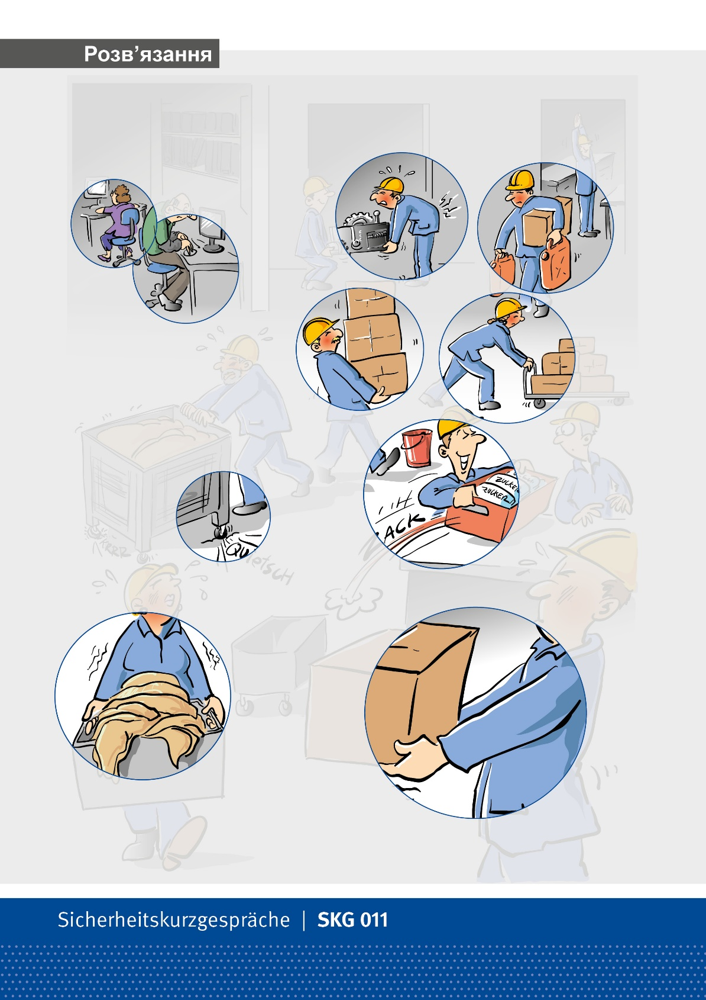 Розв’язання
ZUCKER
ZUCKER
ACK
KRRR
QUIETSCH
Sicherheitskurzgespräche | SKG 011